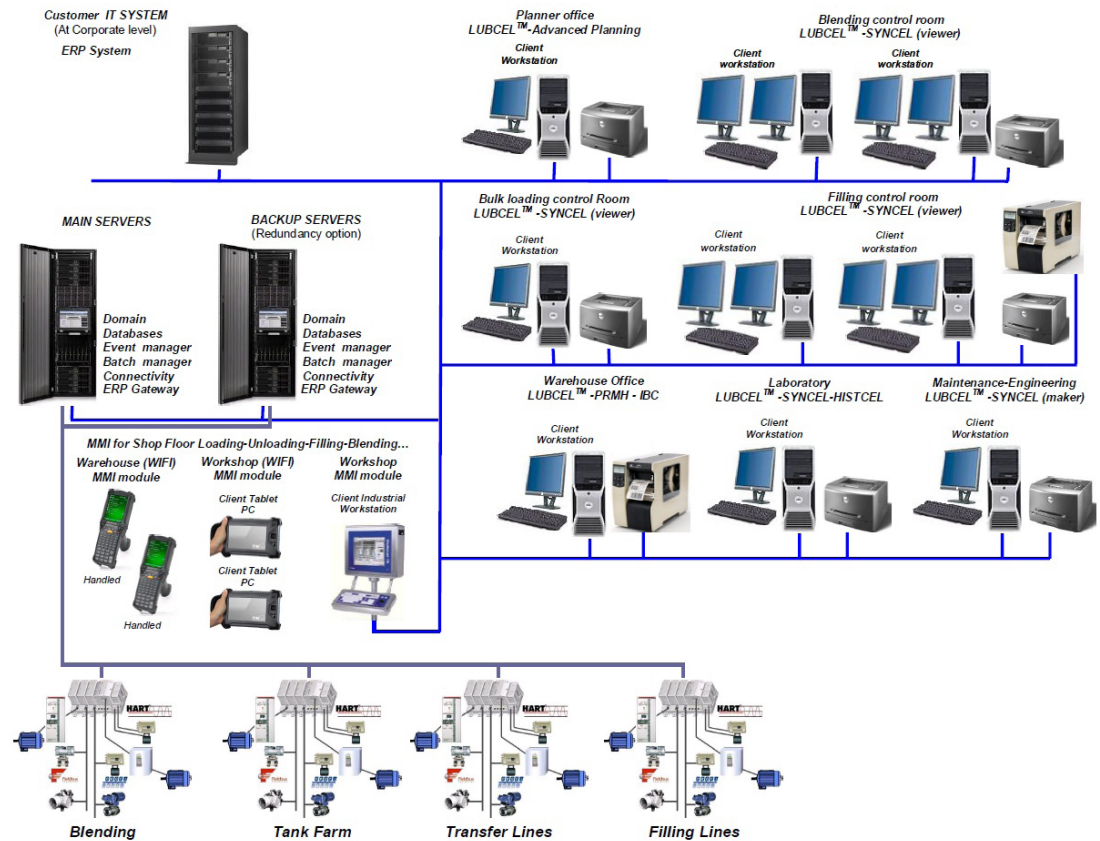 Customer IT SYSTEM
(At Corporate level)
ERP System
Planner office
LUBCEL™-Advanced Planning
Client
Workstation
Blending control room
LUBCEL™-SYNCEL (viewer)
Client
workstation
Client
workstation
MAIN SERVERS
Domain
Databases
Event manager
Batch manager
Connectivity
ERP Gateway
BACKUP SERVERS
(Redundancy option)
Domain
Databases
Event manager
Batch manager
Connectivity
ERP Gateway
Bulk loading control Room
LUBCEL™-SYNCEL (viewer)
Client
Workstation
Filling control room
LUBCEL™-SYNCEL (viewer)
Client
workstation
Client
workstation
Warehouse Office
LUBCEL™-PRMH - IBC
Client
Workstation
Laboratory
LUBCEL™-SYNCEL-HISTCEL
Client
Workstation
Maintenance-Engineering
LUBCEL™-SYNCEL (maker)
Client
Workstation
MMI for Shop Floor Loading-Unloading-Filling-Blending...
Warehouse (WIFI)
MMI module
Handled
Handled
Workshop (WIFI)
MMI module
Client Tablet
PC
Client Tablet
PC
Workshop
MMI module
Client Industrial
Workstation
HART
HART
HART
HART
Blending
Tank Farm
Transfer Lines
Filling Lines